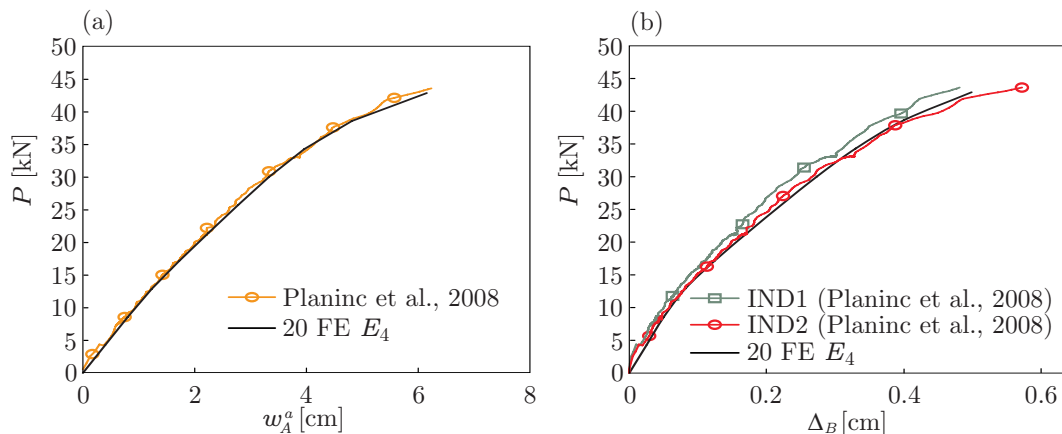 (a)
P [kN]
50
45
40
35
30
25
20
15
10
5
0
Planinc et al., 2008
20 FE E₄
0 2 4 6 8
wₐᵃ [cm]
(b)
P [kN]
50
45
40
35
30
25
20
15
10
5
0
IND1 (Planinc et al., 2008)
IND2 (Planinc et al., 2008)
20 FE E₄
0 0.2 0.4 0.6
Δ_B [cm]